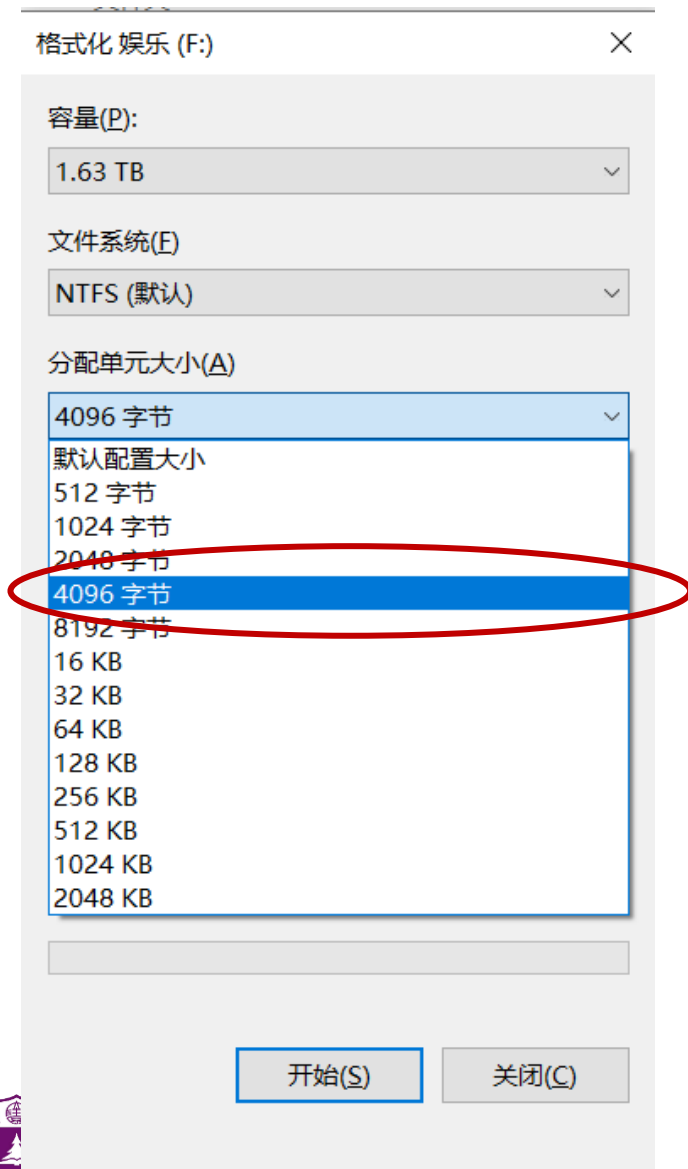 格式化 娱乐 (F:)
容量(P):
1.63 TB
文件系统(F)
NTFS (默认)
分配单元大小(A)
4096 字节
默认配置大小
512 字节
1024 字节
2048 字节
4096 字节
8192 字节
16 KB
32 KB
64 KB
128 KB
256 KB
512 KB
1024 KB
2048 KB
开始(S) 关闭(C)